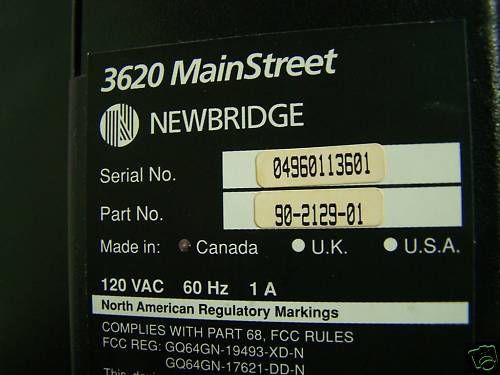 3620 MainStreet
NEWBRIDGE
Serial No. 04960113601
Part No. 90-2129-01
Made in: Canada U.K. U.S.A.
120 VAC 60 Hz 1 A
North American Regulatory Markings
COMPLIES WITH PART 68, FCC RULES
FCC REG: GQ64GN-19493-XD-N
GQ64GN-17621-DD-N
This